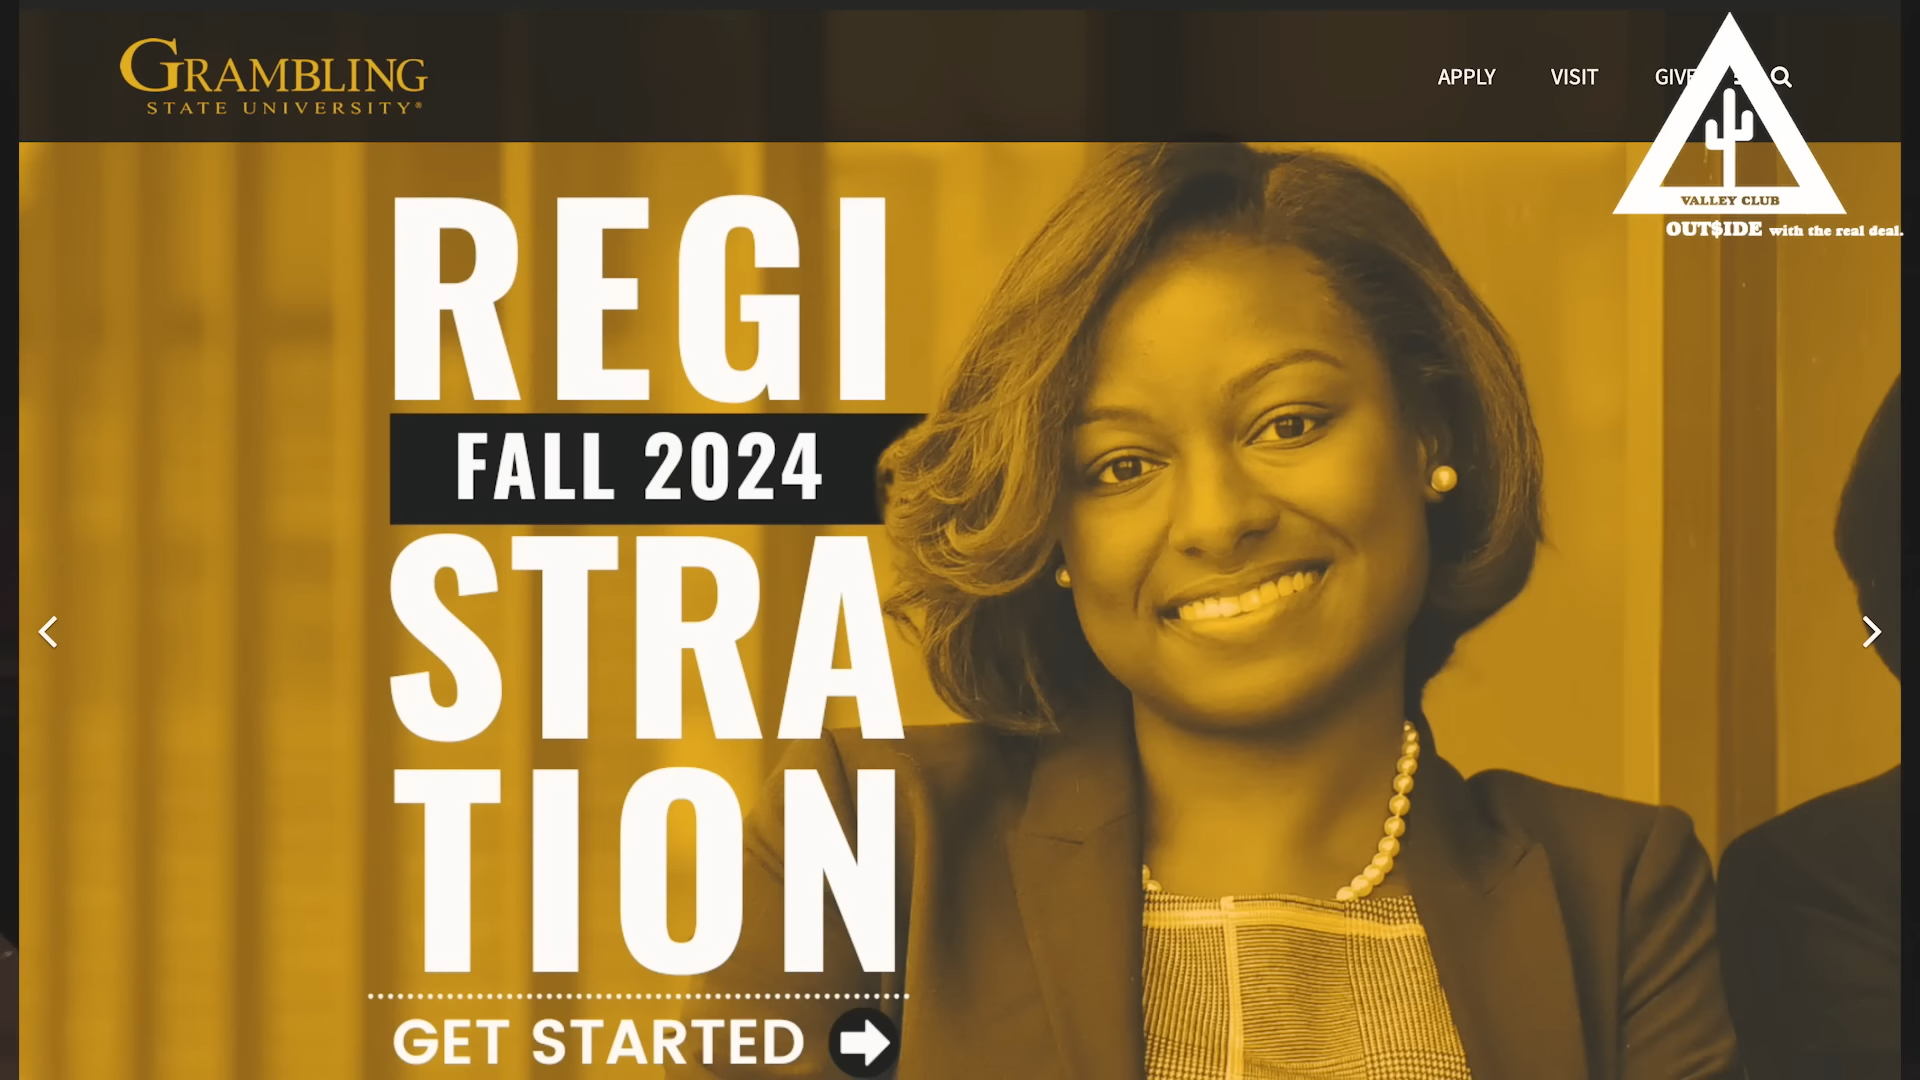 GRAMBLING
STATE UNIVERSITY®
APPLY VISIT GIVE
VALLEY CLUB
OUT$IDE with the real deal.
REGI
FALL 2024
STRA
TION
GET STARTED